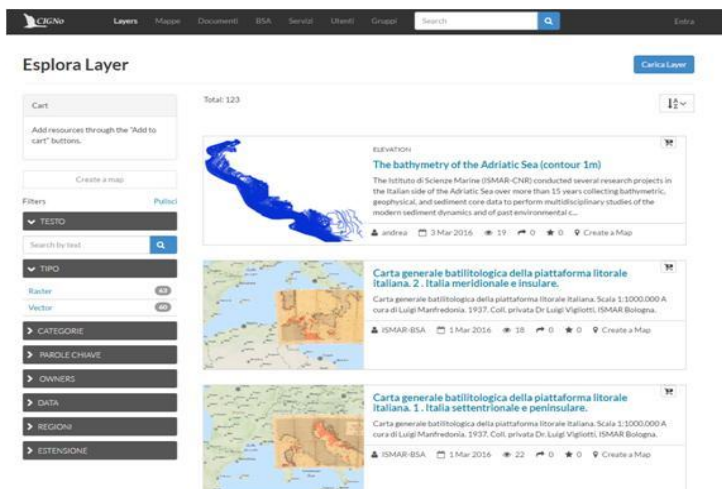 CIGNo Layers Mappe Documenti BSA Servizi Utenti Gruppi Search Entra
Esplora Layer
Carica Layer
Cart
Add resources through the "Add to
cart" buttons.
Create a map
Filters Pulisci
TESTO
Search by text
TIPO
Raster 63
Vector 60
CATEGORIE
PAROLE CHIAVE
OWNERS
DATA
REGIONI
ESTENSIONE
Total: 123
ELEVATION
The bathymetry of the Adriatic Sea (contour 1m)
The Istituto di Scienze Marine (ISMAR-CNR) conducted several research projects in
the Italian side of the Adriatic Sea over more than 15 years collecting bathymetric,
geophysical, and sediment core data to perform multidisciplinary studies of the
modern sediment dynamics and of past environmental c...
andrea 3 Mar 2016 19 0 0 Create a Map
Carta generale batilitologica della piattaforma litorale
italiana. 2 . Italia meridionale e insulare.
Carta generale batilitologica della piattaforma litorale italiana. Scala 1:1000.000 A
cura di Luigi Manfredonia. 1937. Coll. privata Dr Luigi Vigliotti, ISMAR Bologna.
ISMAR-BSA 1 Mar 2016 18 0 0 Create a Map
Carta generale batilitologica della piattaforma litorale
italiana. 1 . Italia settentrionale e peninsulare.
Carta generale batilitologica della piattaforma litorale italiana. Scala 1:1000.000 A
cura di Luigi Manfredonia. 1937. Coll. privata Dr. Luigi Vigliotti, ISMAR Bologna.
ISMAR-BSA 1 Mar 2016 22 0 0 Create a Map